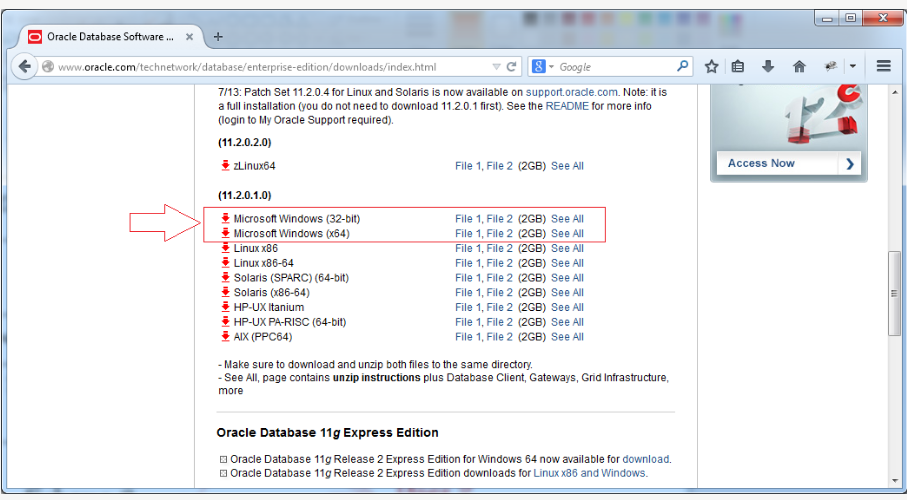 Oracle Database Software ...
www.oracle.com/technetwork/database/enterprise-edition/downloads/index.html
8 Google
7/13: Patch Set 11.2.0.4 for Linux and Solaris is now available on support.oracle.com. Note: it is
a full installation (you do not need to download 11.2.0.1 first). See the README for more info
(login to My Oracle Support required).
12c
Access Now
(11.2.0.2.0)
zLinux64 File 1, File 2 (2GB) See All
(11.2.0.1.0)
Microsoft Windows (32-bit) File 1, File 2 (2GB) See All
Microsoft Windows (x64) File 1, File 2 (2GB) See All
Linux x86 File 1, File 2 (2GB) See All
Linux x86-64 File 1, File 2 (2GB) See All
Solaris (SPARC) (64-bit) File 1, File 2 (2GB) See All
Solaris (x86-64) File 1, File 2 (2GB) See All
HP-UX Itanium File 1, File 2 (2GB) See All
HP-UX PA-RISC (64-bit) File 1, File 2 (2GB) See All
AIX (PPC64) File 1, File 2 (2GB) See All
- Make sure to download and unzip both files to the same directory.
- See All, page contains unzip instructions plus Database Client, Gateways, Grid Infrastructure,
more
Oracle Database 11g Express Edition
Oracle Database 11g Release 2 Express Edition for Windows 64 now available for download.
Oracle Database 11g Release 2 Express Edition downloads for Linux x86 and Windows.